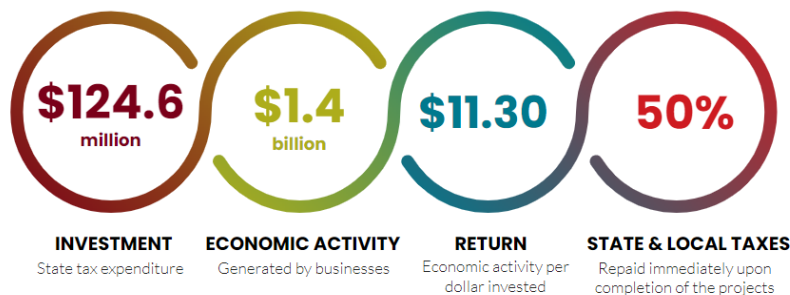 $124.6
million
INVESTMENT
State tax expenditure
$1.4
billion
ECONOMIC ACTIVITY
Generated by businesses
$11.30
RETURN
Economic activity per
dollar invested
50%
STATE & LOCAL TAXES
Repaid immediately upon
completion of the projects